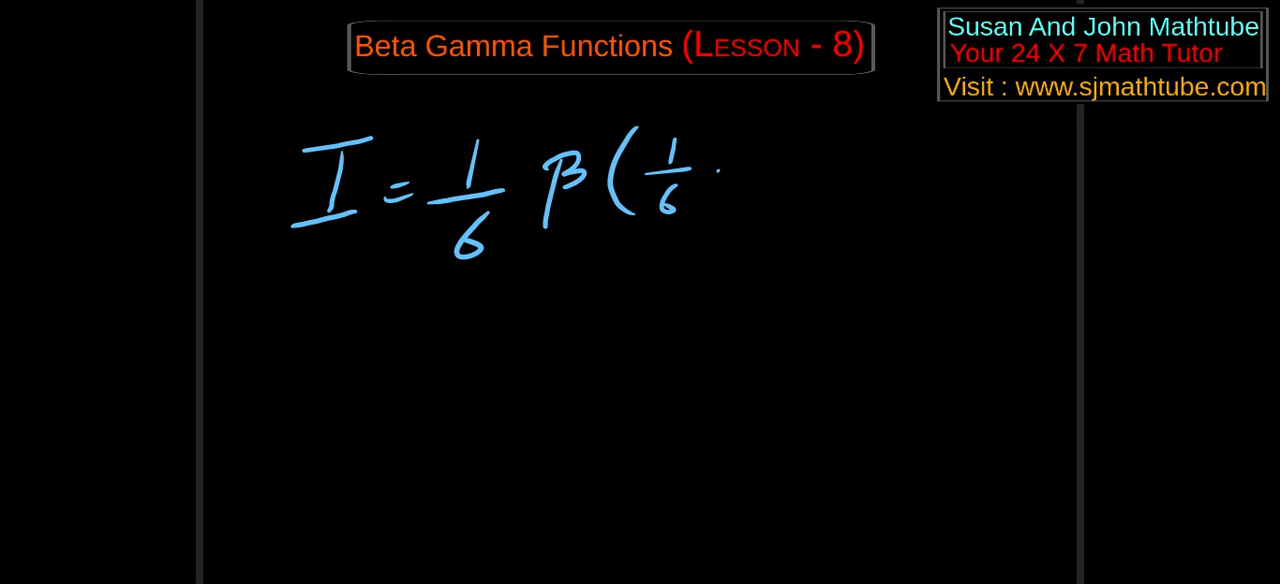 Beta Gamma Functions (LESSON - 8)
Susan And John Mathtube
Your 24 X 7 Math Tutor
Visit : www.sjmathtube.com
I = 1/6 β ( 1/6 .